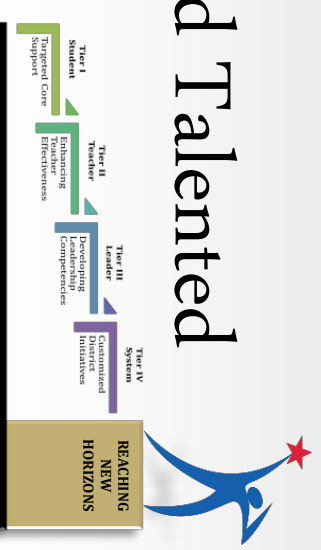 d Talented
Tier I
Student
Targeted Core
Support
Tier II
Teacher
Enhancing
Teacher
Effectiveness
Tier III
Leader
Developing
Leadership
Competencies
Tier IV
System
Customized
District
Initiatives
REACHING
NEW
HORIZONS